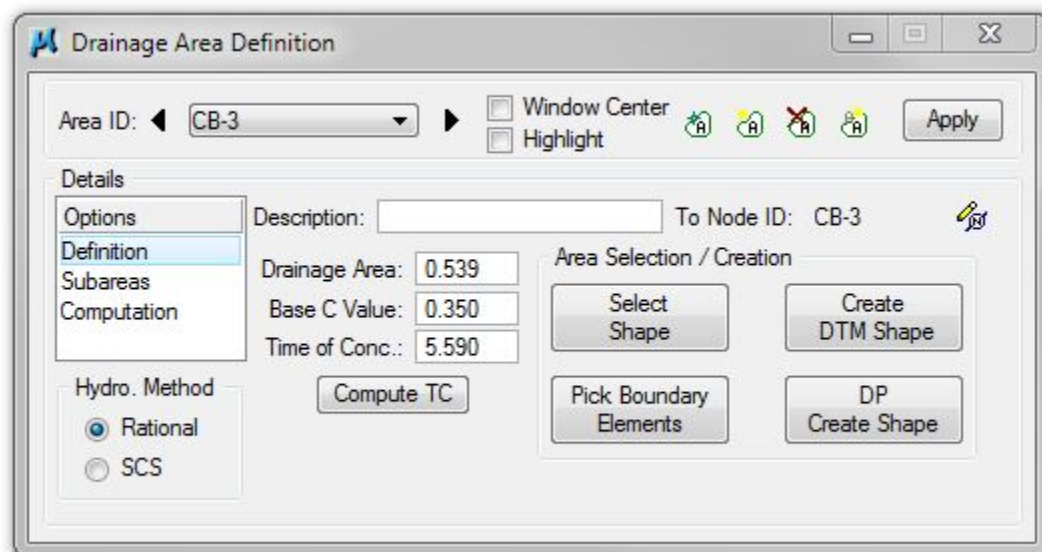 Drainage Area Definition
Area ID: CB-3 Window Center Apply
Highlight
Details
Options Description: To Node ID: CB-3
Definition Drainage Area: 0.539 Area Selection / Creation
Subareas Base C Value: 0.350 Select Shape Create DTM Shape
Computation Time of Conc.: 5.590
Hydro. Method Compute TC Pick Boundary Elements DP Create Shape
Rational
SCS